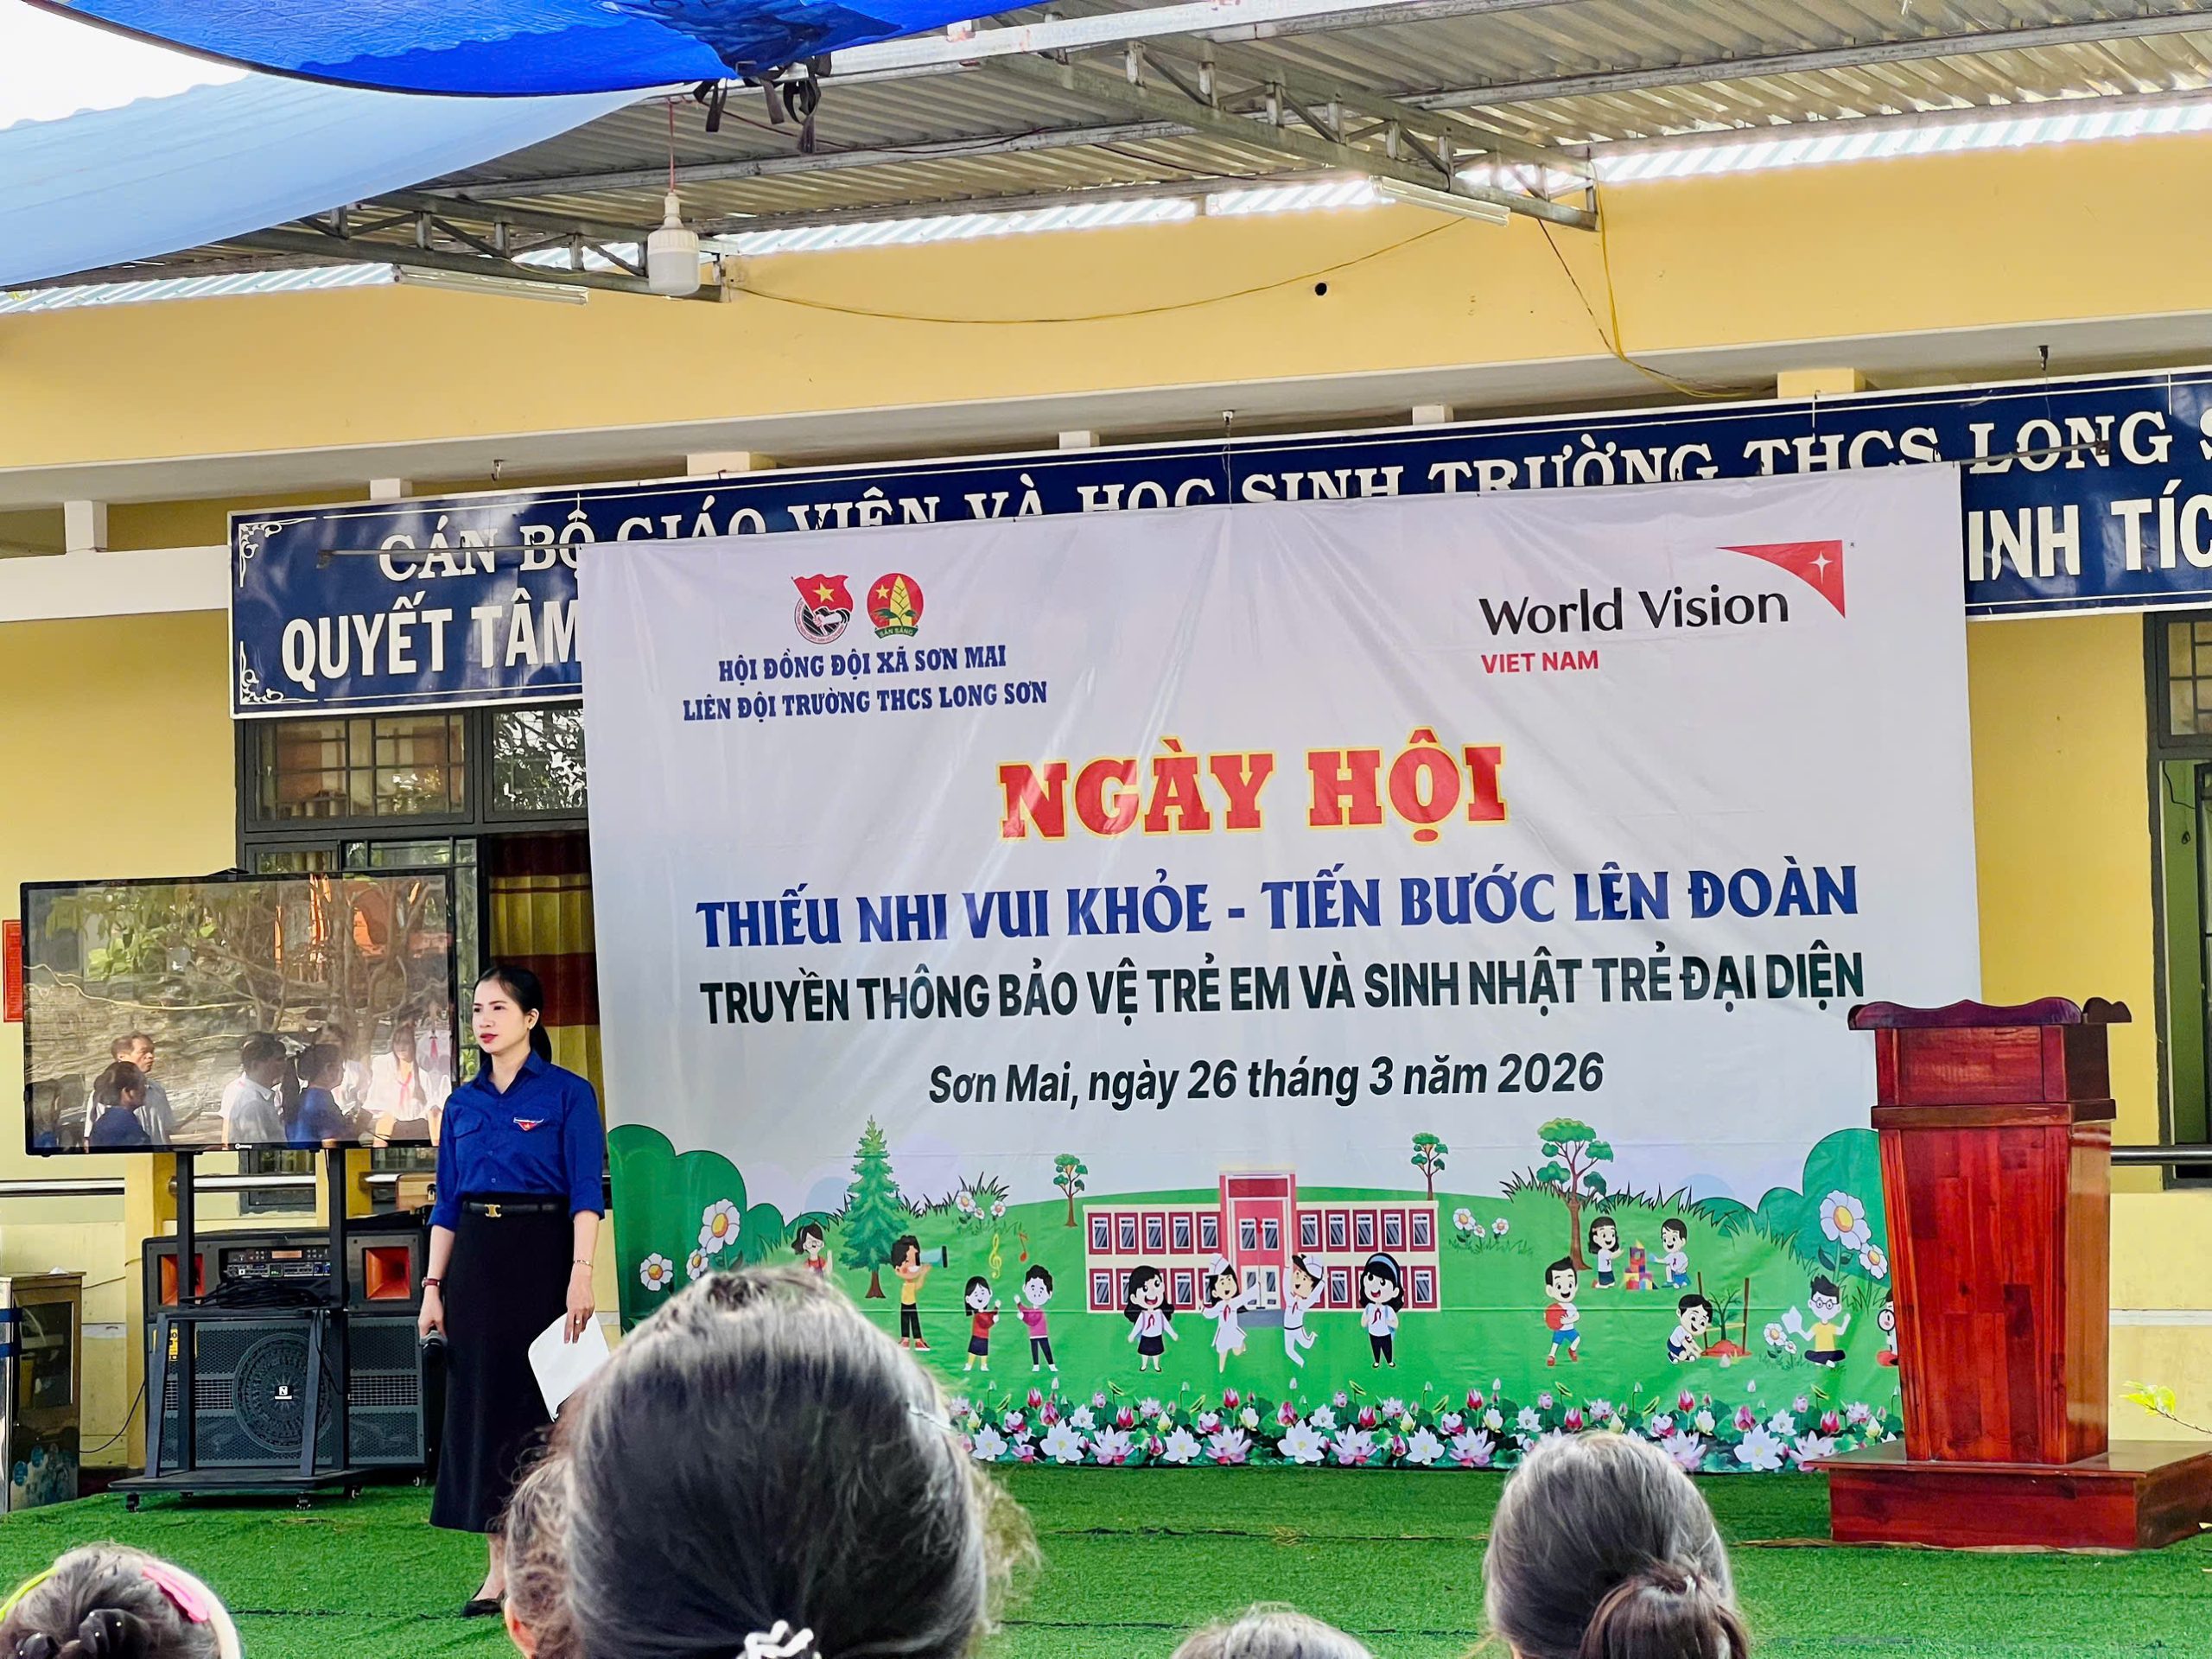 CÁN BỘ GIÁO VIÊN VÀ HỌC SINH TRƯỜNG THCS LONG
QUYẾT TÂM
INH
HỘI ĐỒNG ĐỘI XÃ SƠN MAI
LIÊN ĐỘI TRƯỜNG THCS LONG SƠN
World Vision
VIET NAM
SẴN SÀNG
NGÀY HỘI
THIẾU NHI VUI KHỎE - TIẾN BƯỚC LÊN ĐOÀN
TRUYỀN THÔNG BẢO VỆ TRẺ EM VÀ SINH NHẬT TRẺ ĐẠI DIỆN
Sơn Mai, ngày 26 tháng 3 năm 2026